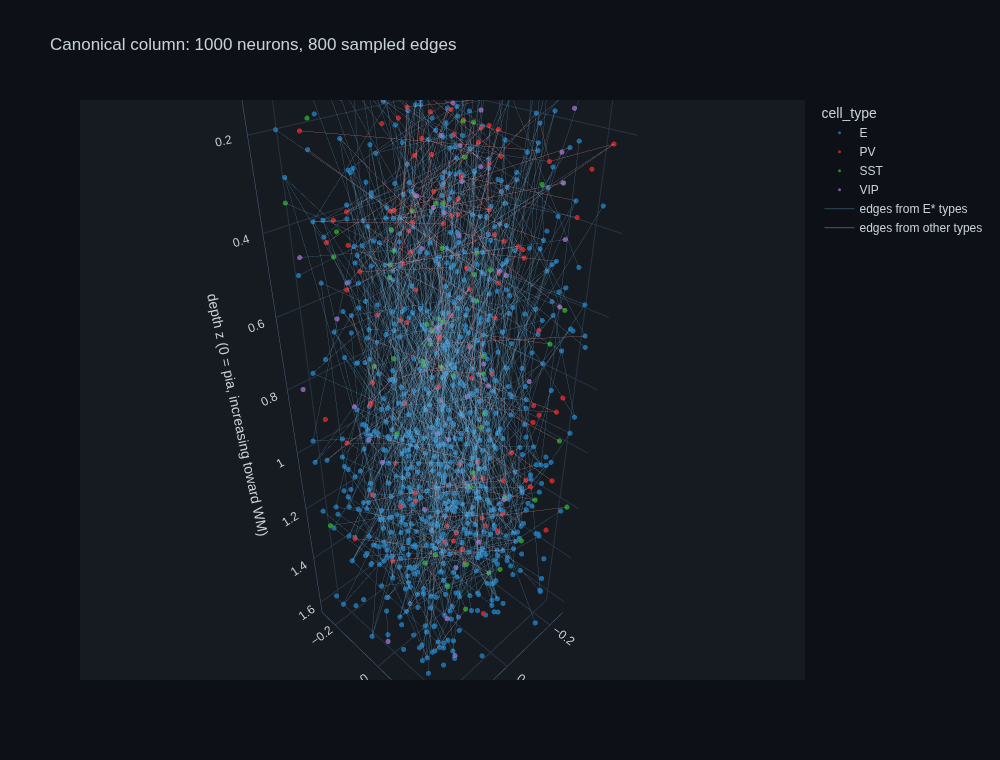 Canonical column: 1000 neurons, 800 sampled edges
cell_type
E
PV
SST
VIP
edges from E* types
edges from other types
depth z (0 = pia, increasing toward WM)
0.2
0.4
0.6
0.8
1
1.2
1.4
1.6
−0.2
0
−0.2
0